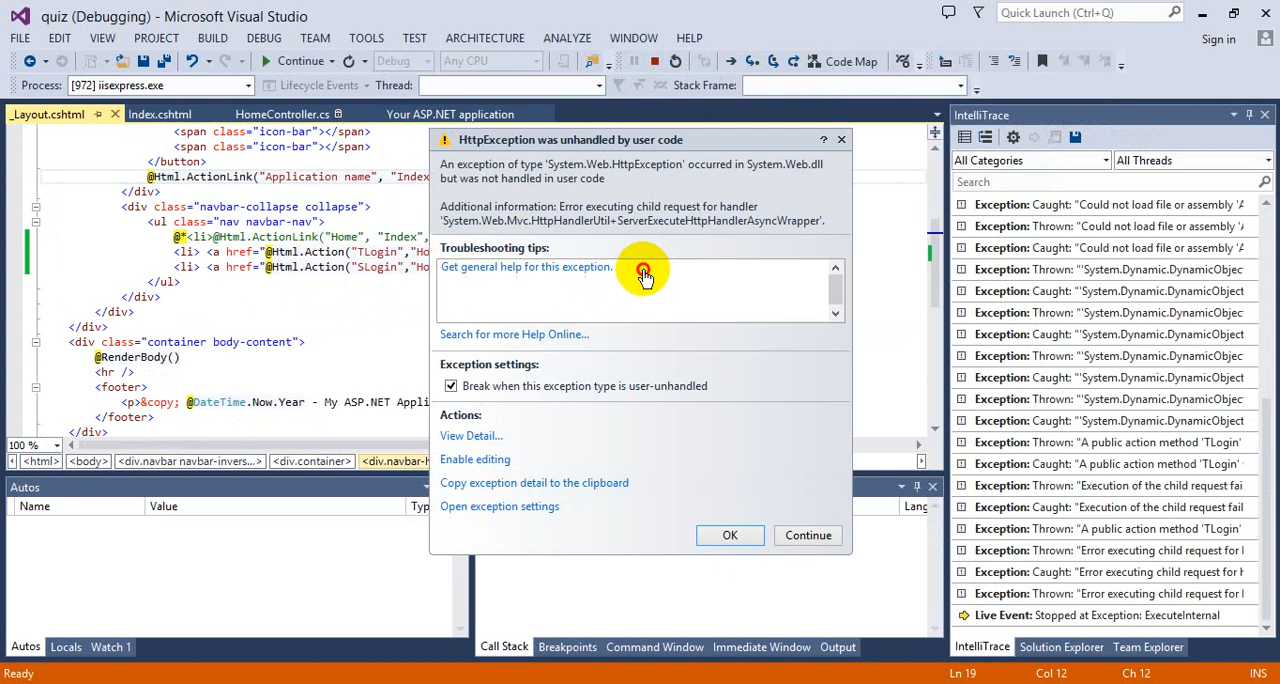 quiz (Debugging) - Microsoft Visual Studio
Quick Launch (Ctrl+Q)
FILE EDIT VIEW PROJECT BUILD DEBUG TEAM TOOLS TEST ARCHITECTURE ANALYZE WINDOW HELP
Sign in
Continue Debug Any CPU Code Map
Process: [972] iisexpress.exe Lifecycle Events Thread: Stack Frame:
_Layout.cshtml Index.cshtml HomeController.cs Your ASP.NET application
<span class="icon-bar"></span>
<span class="icon-bar"></span>
</button>
@Html.ActionLink("Application name", "Index
</div>
<div class="navbar-collapse collapse">
<ul class="nav navbar-nav">
@*<li>@Html.ActionLink("Home", "Index",
<li> <a href="@Html.Action("TLogin","Ho
<li> <a href="@Html.Action("SLogin","Ho
</ul>
</div>
</div>
</div>
<div class="container body-content">
@RenderBody()
<hr />
<footer>
<p>&copy; @DateTime.Now.Year - My ASP.NET Appli
</footer>
</div>
100 %
<html> <body> <div.navbar navbar-invers...> <div.container> <div.navbar-h
HttpException was unhandled by user code
An exception of type 'System.Web.HttpException' occurred in System.Web.dll
but was not handled in user code
Additional information: Error executing child request for handler
'System.Web.Mvc.HttpHandlerUtil+ServerExecuteHttpHandlerAsyncWrapper'.
Troubleshooting tips:
Get general help for this exception.
Search for more Help Online...
Exception settings:
Break when this exception type is user-unhandled
Actions:
View Detail...
Enable editing
Copy exception detail to the clipboard
Open exception settings
OK Continue
Autos
Name Value Typ
Lang
Autos Locals Watch 1
Call Stack Breakpoints Command Window Immediate Window Output
IntelliTrace
All Categories All Threads
Search
Exception: Caught: "Could not load file or assembly 'A
Exception: Thrown: "Could not load file or assembly 'A
Exception: Caught: "Could not load file or assembly 'A
Exception: Thrown: "'System.Dynamic.DynamicObject
Exception: Caught: "'System.Dynamic.DynamicObject
Exception: Thrown: "'System.Dynamic.DynamicObject
Exception: Caught: "'System.Dynamic.DynamicObject
Exception: Thrown: "'System.Dynamic.DynamicObject
Exception: Caught: "'System.Dynamic.DynamicObject
Exception: Thrown: "'System.Dynamic.DynamicObject
Exception: Caught: "'System.Dynamic.DynamicObject
Exception: Thrown: "A public action method 'TLogin'
Exception: Caught: "A public action method 'TLogin'
Exception: Thrown: "Execution of the child request fai
Exception: Caught: "Execution of the child request fai
Exception: Thrown: "A public action method 'TLogin'
Exception: Thrown: "Error executing child request for h
Exception: Caught: "Error executing child request for h
Exception: Thrown: "Error executing child request for h
Live Event: Stopped at Exception: ExecuteInternal
IntelliTrace Solution Explorer Team Explorer
Ready Ln 19 Col 12 Ch 12 INS